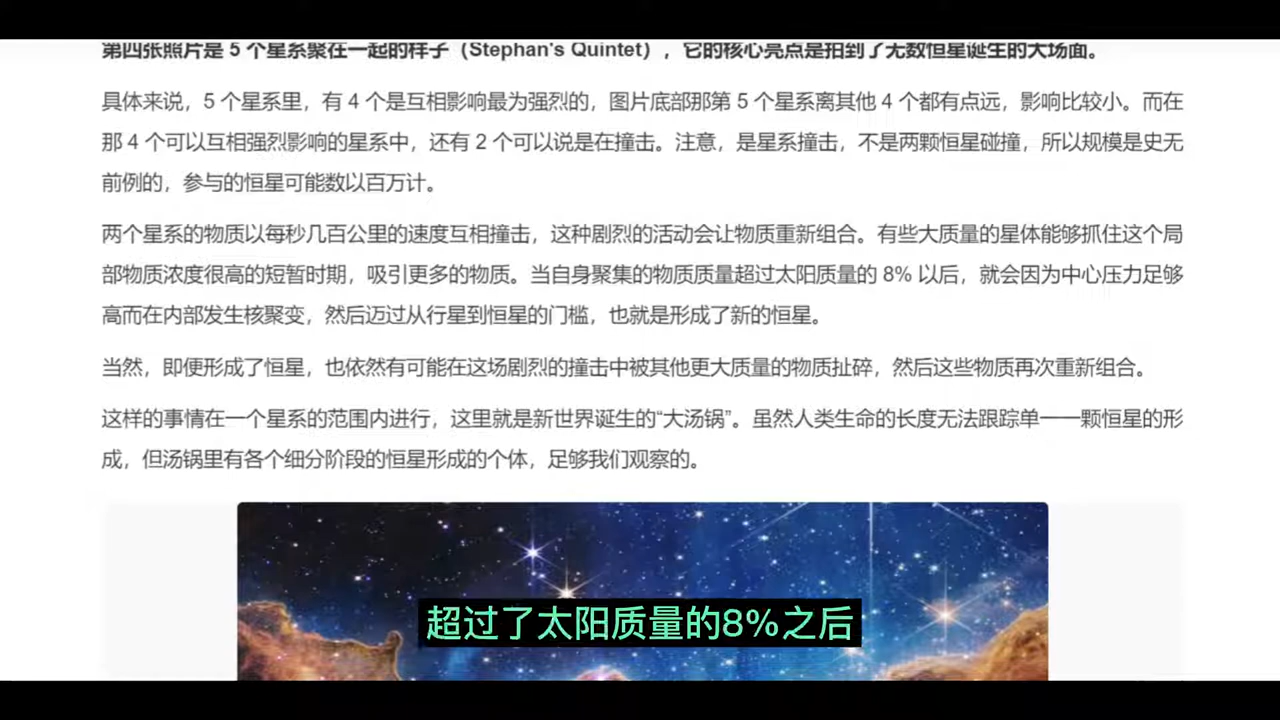 第四张照片是 5 个星系聚在一起的样子（Stephan's Quintet），它的核心亮点是拍到了无数恒星诞生的大场面。
具体来说，5 个星系里，有 4 个是互相影响最为强烈的，图片底部那第 5 个星系离其他 4 个都有点远，影响比较小。而在
那 4 个可以互相强烈影响的星系中，还有 2 个可以说是在撞击。注意，是星系撞击，不是两颗恒星碰撞，所以规模是史无
前例的，参与的恒星可能数以百万计。
两个星系的物质以每秒几百公里的速度互相撞击，这种剧烈的活动会让物质重新组合。有些大质量的星体能够抓住这个局
部物质浓度很高的短暂时期，吸引更多的物质。当自身聚集的物质质量超过太阳质量的 8% 以后，就会因为中心压力足够
高而在内部发生核聚变，然后迈过从行星到恒星的门槛，也就是形成了新的恒星。
当然，即便形成了恒星，也依然有可能在这场剧烈的撞击中被其他更大质量的物质扯碎，然后这些物质再次重新组合。
这样的事情在一个星系的范围内进行，这里就是新世界诞生的“大汤锅”。虽然人类生命的长度无法跟踪单一一颗恒星的形
成，但汤锅里有各个细分阶段的恒星形成的个体，足够我们观察的。
超过了太阳质量的8%之后